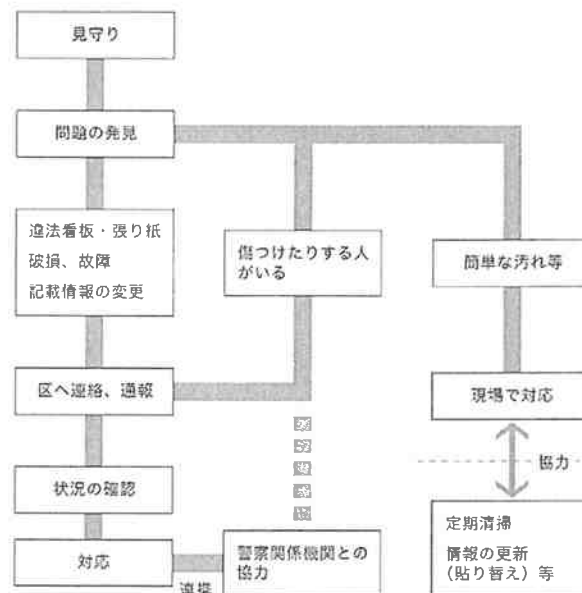 見守り
問題の発見
違法看板・張り紙
破損、故障
記載情報の変更
傷つけたりする人
がいる
簡単な汚れ等
区へ連絡、通報
現場で対応
協力
状況の確認
定期清掃
情報の更新
(貼り替え)等
対応
連携
警察関係機関との
協力